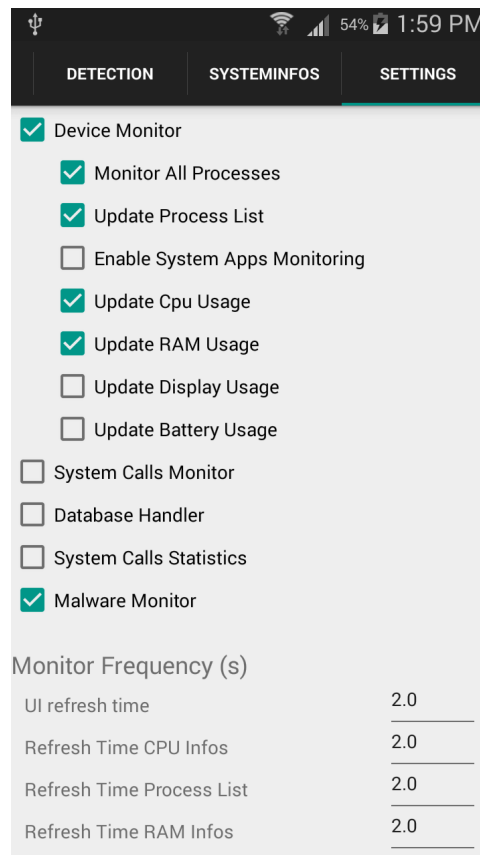 54% 1:59 PM
DETECTION SYSTEMINFOS SETTINGS
Device Monitor
Monitor All Processes
Update Process List
Enable System Apps Monitoring
Update Cpu Usage
Update RAM Usage
Update Display Usage
Update Battery Usage
System Calls Monitor
Database Handler
System Calls Statistics
Malware Monitor
Monitor Frequency (s)
UI refresh time 2.0
Refresh Time CPU Infos 2.0
Refresh Time Process List 2.0
Refresh Time RAM Infos 2.0